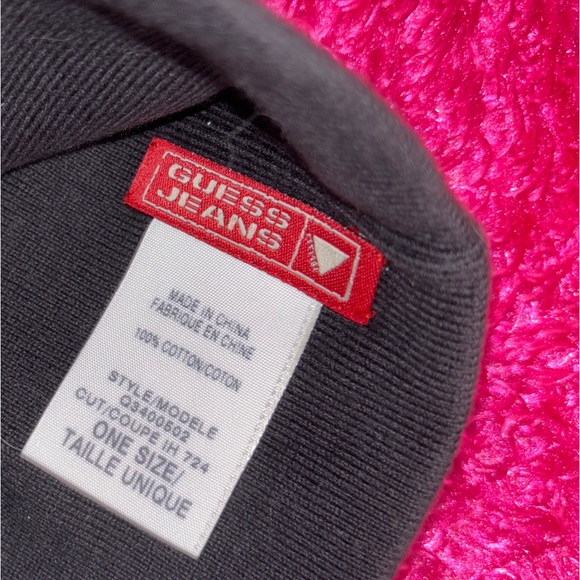 GUESS
JEANS
MADE IN CHINA
FABRIQUE EN CHINE
100% COTTON/COTON
STYLE/MODELE
Q3400502
CUT/COUPE IH 724
ONE SIZE/
TAILLE UNIQUE